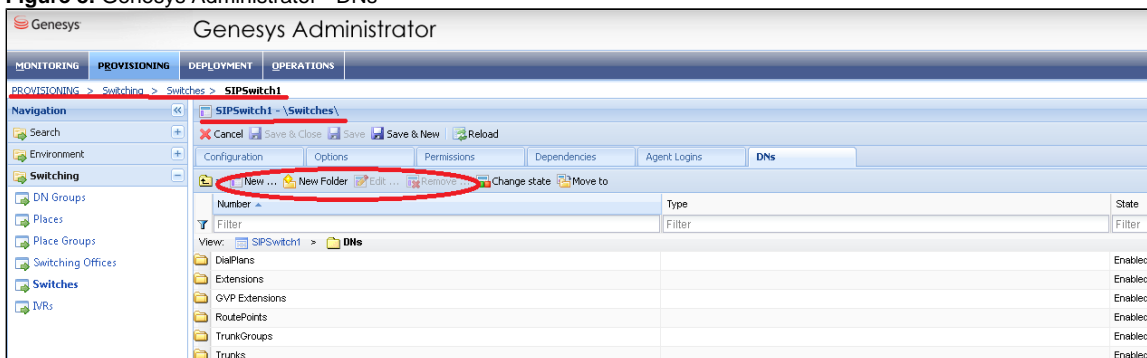 Figure 3. Genesys Administrator - DNs
Genesys Genesys Administrator
MONITORING PROVISIONING DEPLOYMENT OPERATIONS
PROVISIONING > Switching > Switches > SIPSwitch1
Navigation SIPSwitch1 - \Switches\
Search Cancel Save & Close Save Save & New Reload
Environment Configuration Options Permissions Dependencies Agent Logins DNs
Switching New ... New Folder Edit ... Remove ... Change state Move to
DN Groups Number Type State
Places Filter Filter Filter
Place Groups View: SIPSwitch1 > DNs
Switching Offices DialPlans Enabled
Switches Extensions Enabled
IVRs GVP Extensions Enabled
RoutePoints Enabled
TrunkGroups Enabled
Trunks Enabled